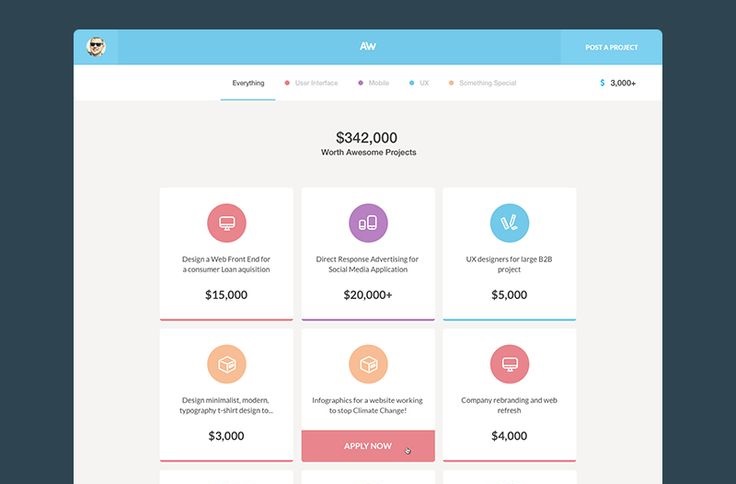 AW
POST A PROJECT
Everything
User Interface
Mobile
UX
Something Special
$ 3,000+
$342,000
Worth Awesome Projects
Design a Web Front End for
a consumer Loan aquisition
$15,000
Direct Response Advertising for
Social Media Application
$20,000+
UX designers for large B2B
project
$5,000
Design minimalist, modern,
typography t-shirt design to...
$3,000
Infographics for a website working
to stop Climate Change!
APPLY NOW
Company rebranding and web
refresh
$4,000